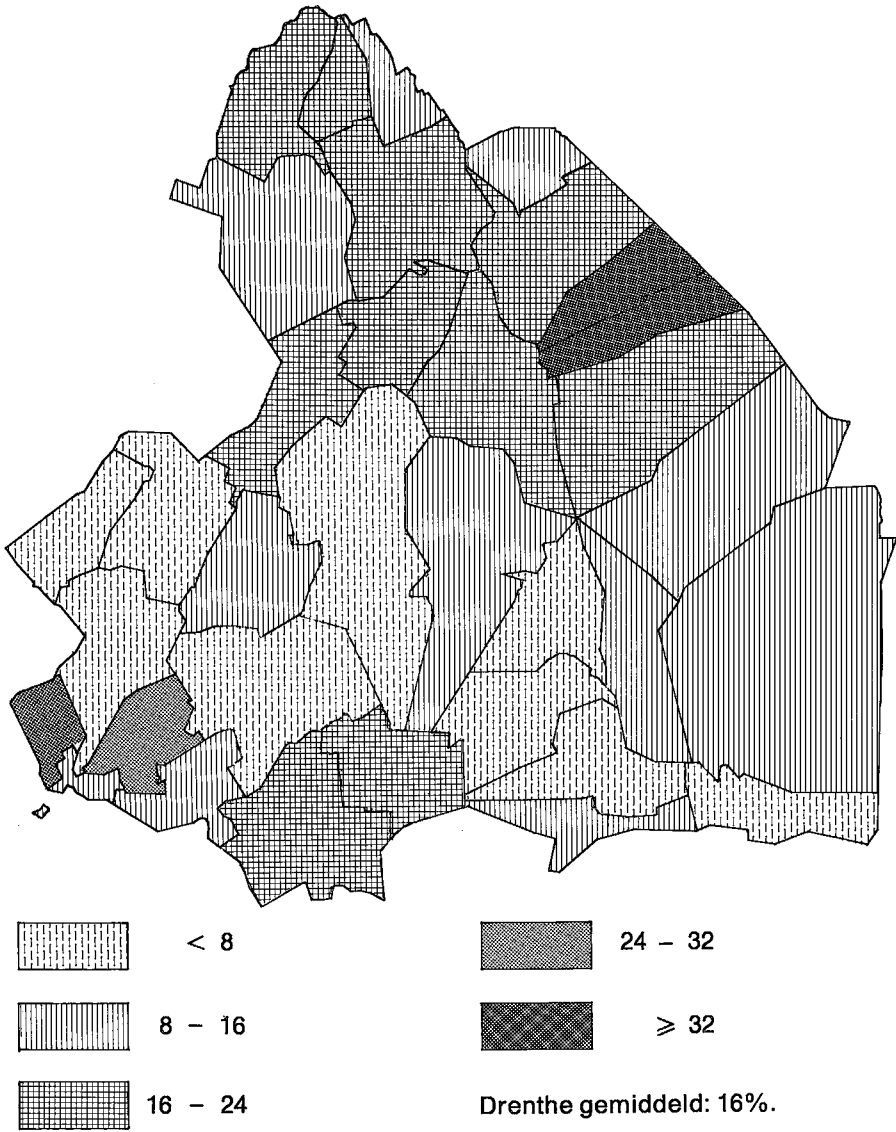 < 8
8 – 16
16 – 24
24 – 32
⩾ 32
Drenthe gemiddeld: 16%.